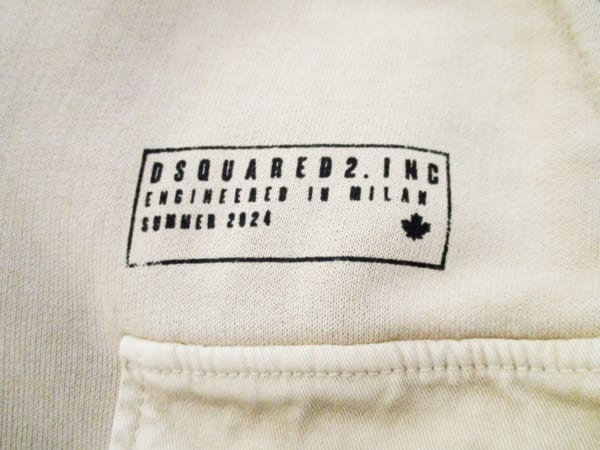 DSQUARED2.INC
ENGINEERED IN MILAN
SUMMER 2024